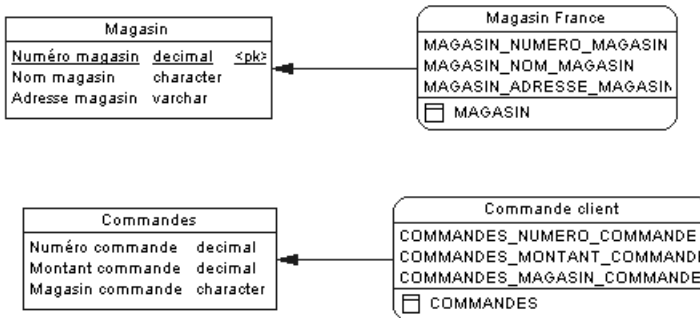 Magasin
Numéro magasin decimal <pk>
Nom magasin character
Adresse magasin varchar
Magasin France
MAGASIN_NUMERO_MAGASIN
MAGASIN_NOM_MAGASIN
MAGASIN_ADRESSE_MAGASIN
MAGASIN
Commandes
Numéro commande decimal
Montant commande decimal
Magasin commande character
Commande client
COMMANDES_NUMERO_COMMANDE
COMMANDES_MONTANT_COMMANDE
COMMANDES_MAGASIN_COMMANDE
COMMANDES